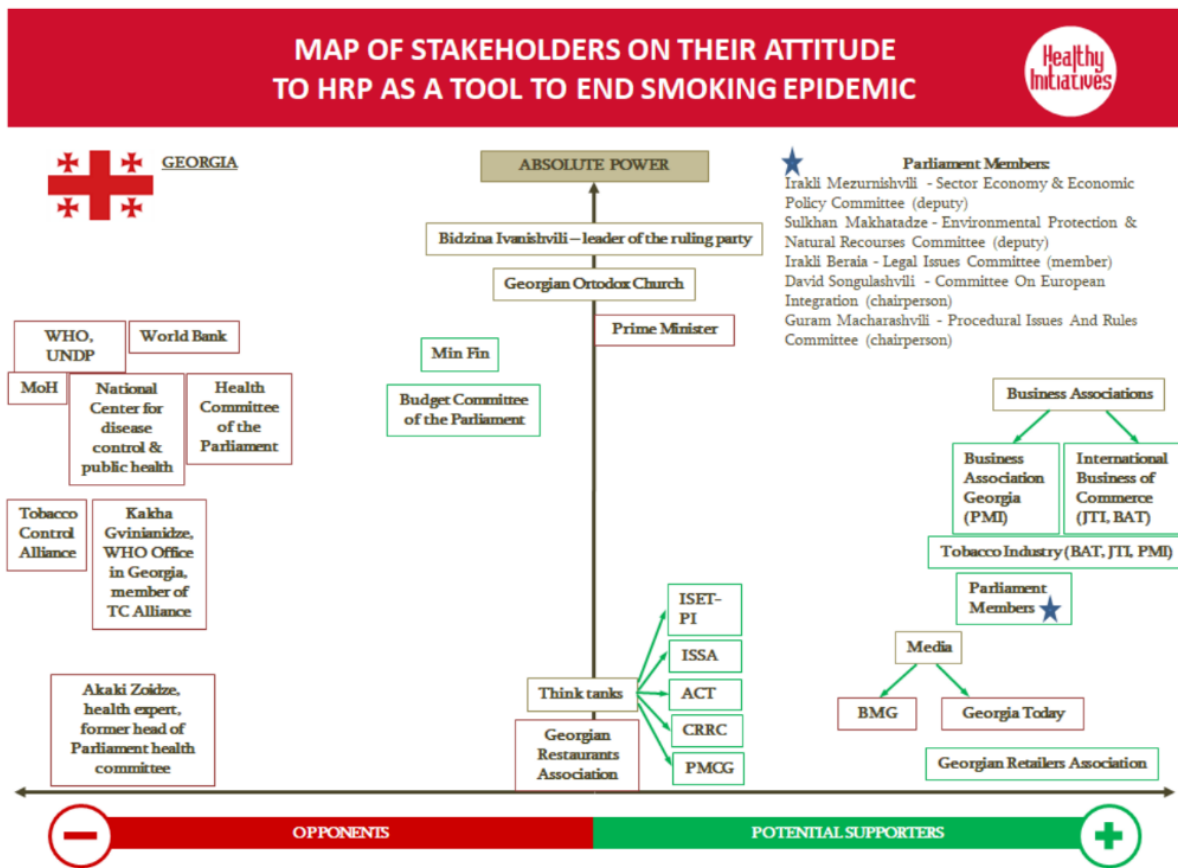 MAP OF STAKEHOLDERS ON THEIR ATTITUDE
TO HRP AS A TOOL TO END SMOKING EPIDEMIC
Healthy
Initiatives
GEORGIA
ABSOLUTE POWER
Parliament Members:
Irakli Mezurnishvili - Sector Economy & Economic
Policy Committee (deputy)
Sulkhan Makhatadze - Environmental Protection &
Natural Recourses Committee (deputy)
Irakli Beraia - Legal Issues Committee (member)
David Songulashvili - Committee On European
Integration (chairperson)
Guram Macharashvili - Procedural Issues And Rules
Committee (chairperson)
Bidzina Ivanishvili – leader of the ruling party
Georgian Ortodox Church
Prime Minister
WHO,
UNDP
World Bank
Min Fin
MoH
National
Center for
disease
control &
public health
Health
Committee
of the
Parliament
Budget Committee
of the Parliament
Business Associations
Business
Association
Georgia
(PMI)
International
Business of
Commerce
(JTI, BAT)
Tobacco
Control
Alliance
Kakha
Gvinianidze,
WHO Office
in Georgia,
member of
TC Alliance
Tobacco Industry (BAT, JTI, PMI)
Parliament
Members
ISET-
PI
ISSA
ACT
CRRC
PMCG
Think tanks
Media
BMG
Georgia Today
Akaki Zoidze,
health expert,
former head of
Parliament health
committee
Georgian
Restaurants
Association
Georgian Retailers Association
OPPONENTS
POTENTIAL SUPPORTERS